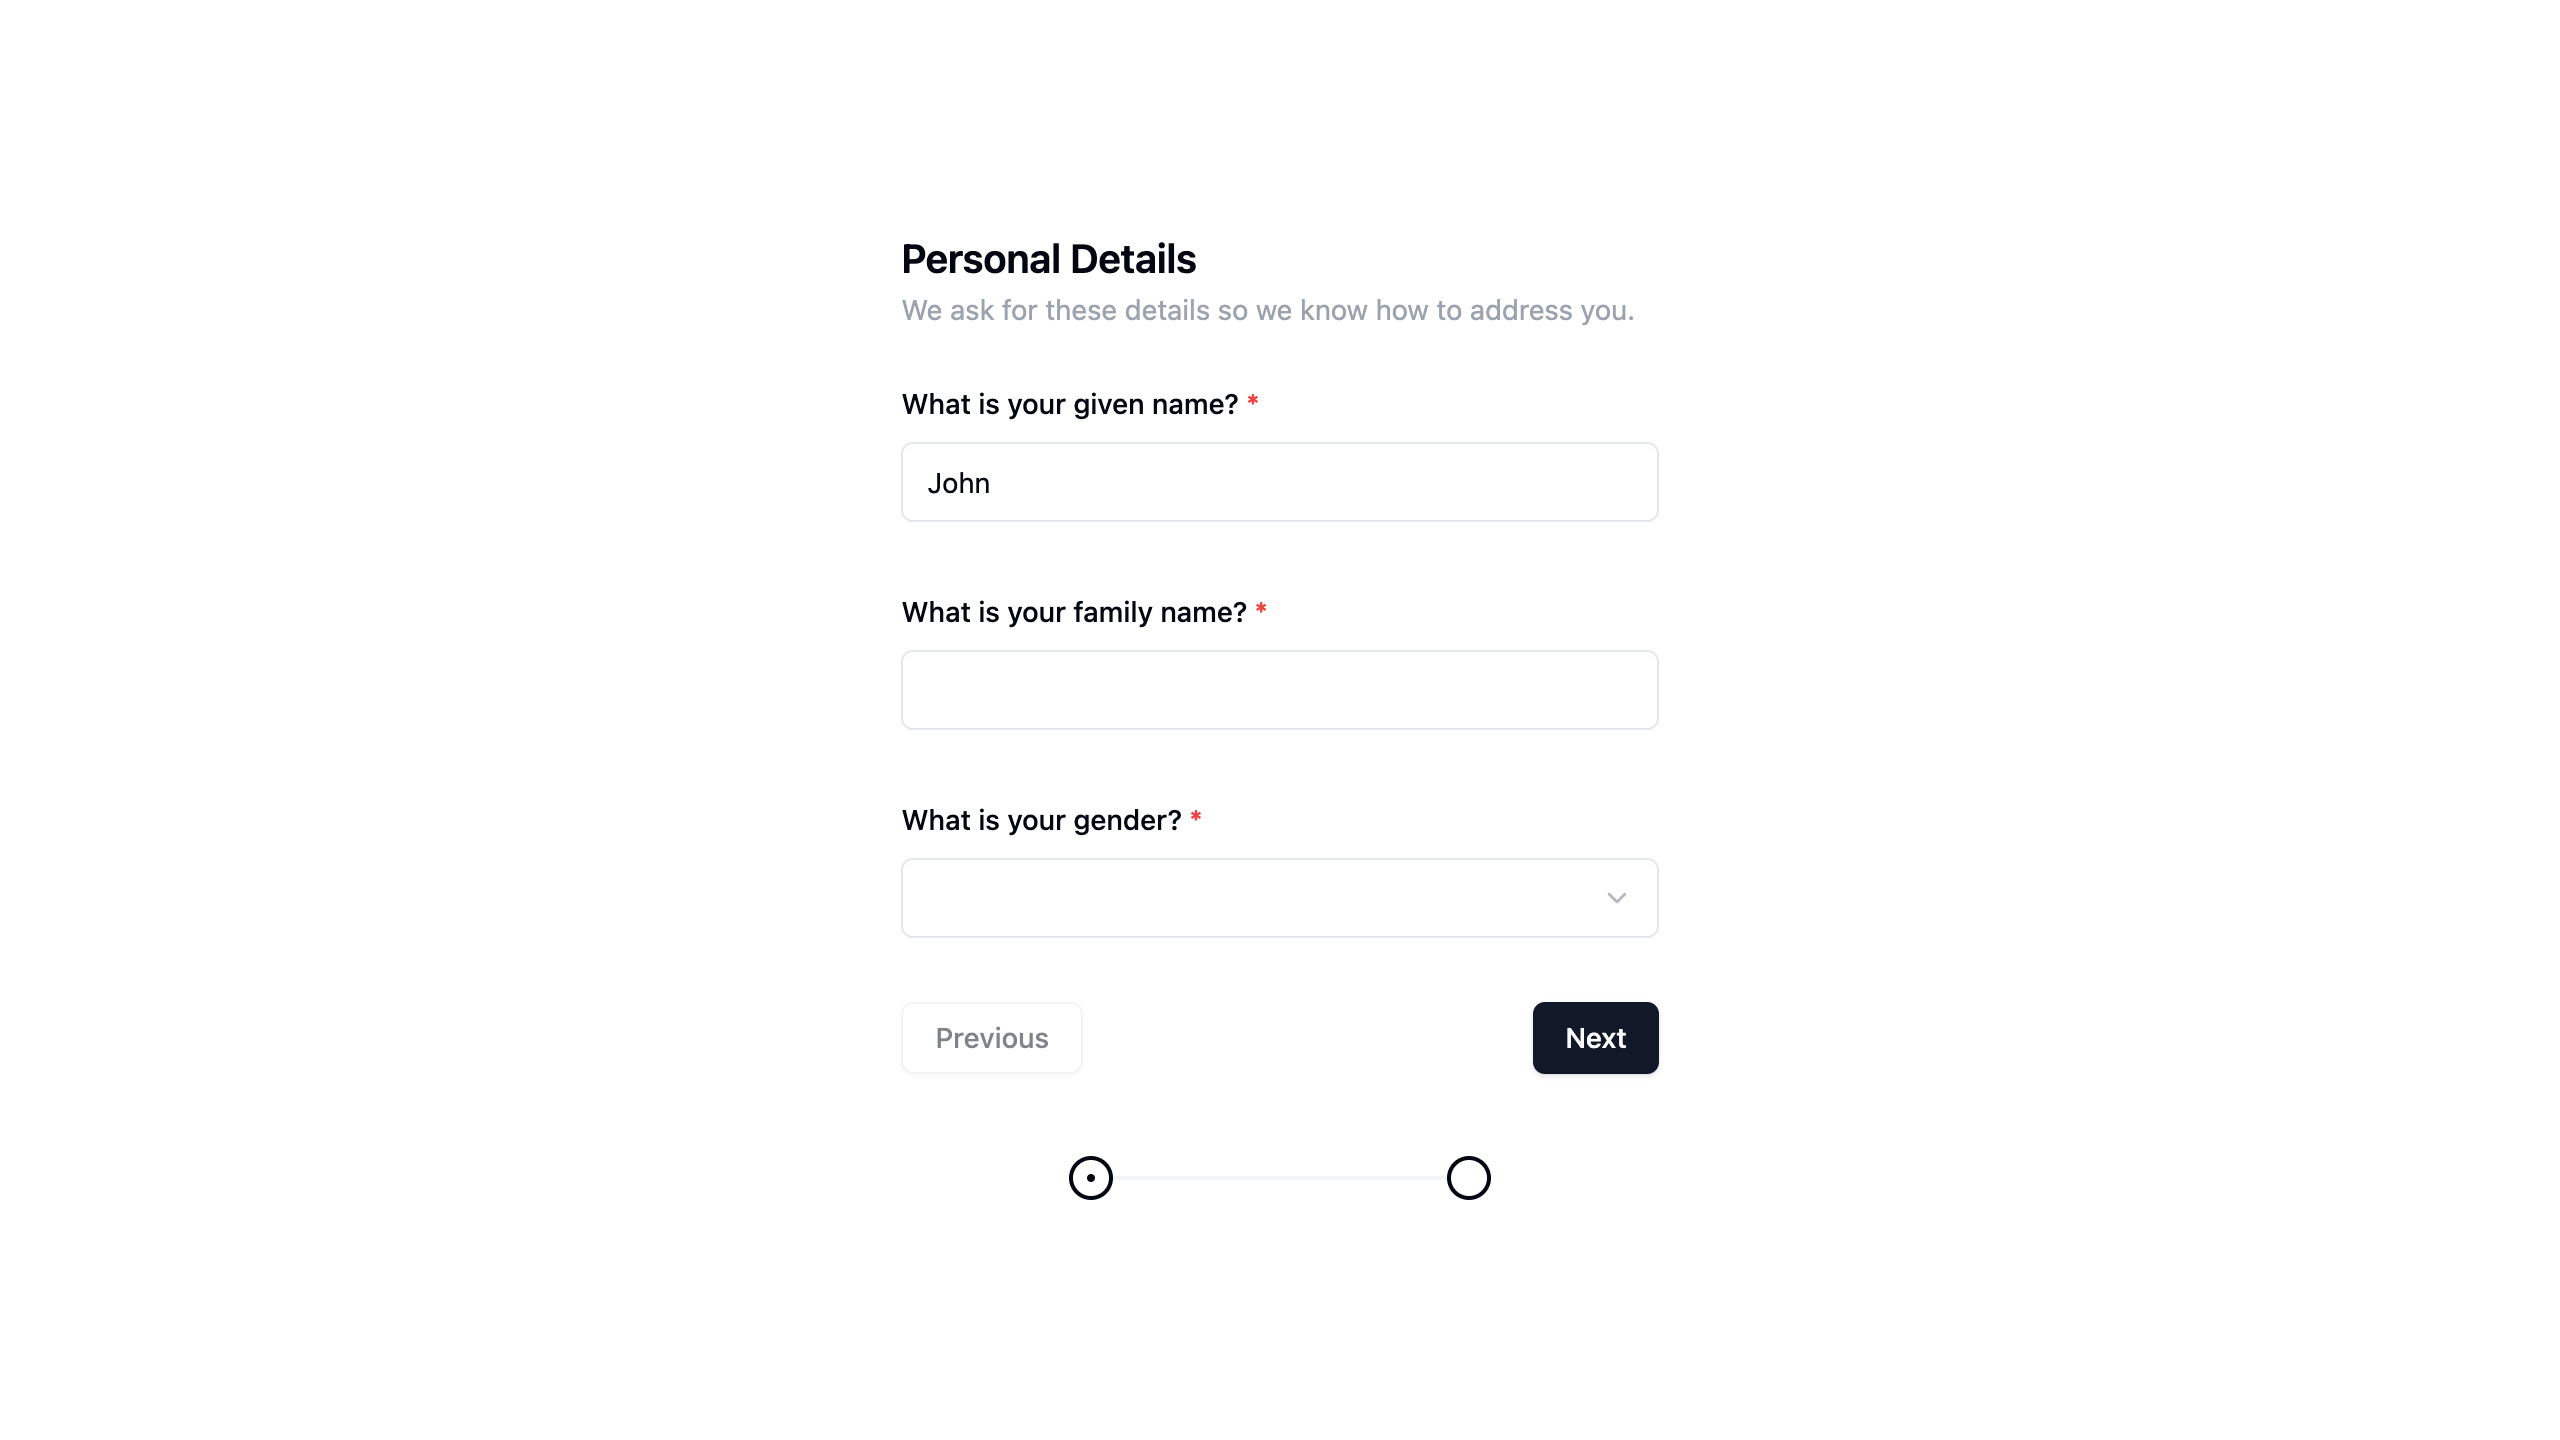 Personal Details
We ask for these details so we know how to address you.
What is your given name? *
John
What is your family name? *
What is your gender? *
Previous
Next